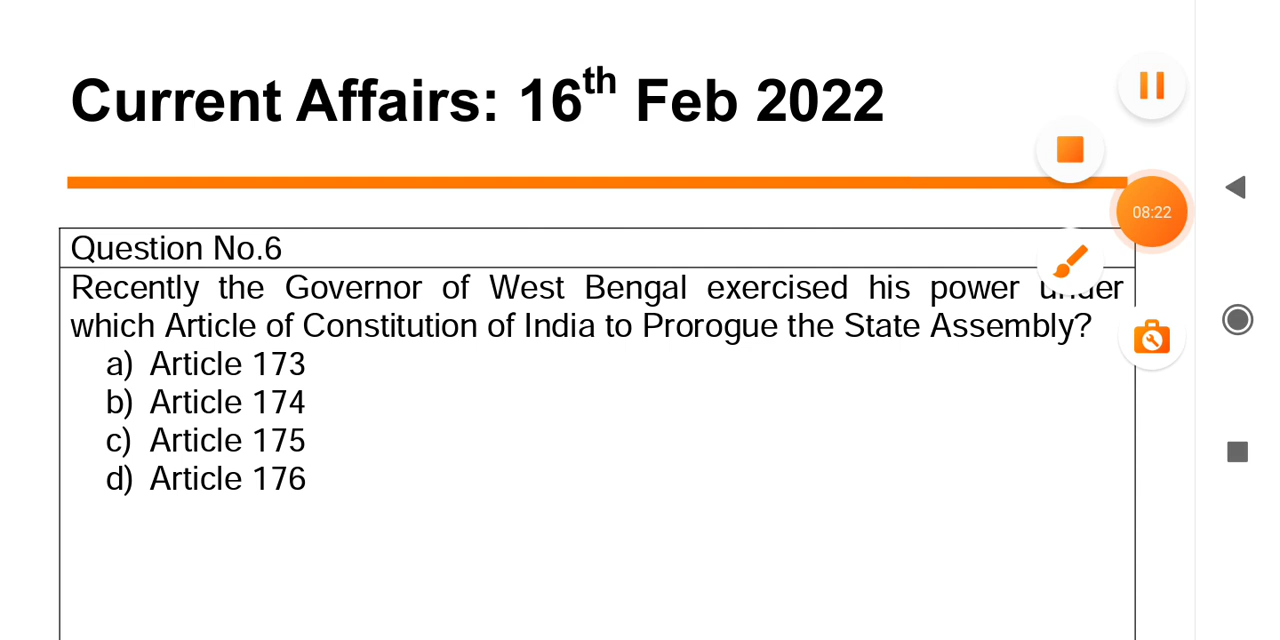 Current Affairs: 16th Feb 2022
08:22
Question No.6
Recently the Governor of West Bengal exercised his power under
which Article of Constitution of India to Prorogue the State Assembly?
a) Article 173
b) Article 174
c) Article 175
d) Article 176